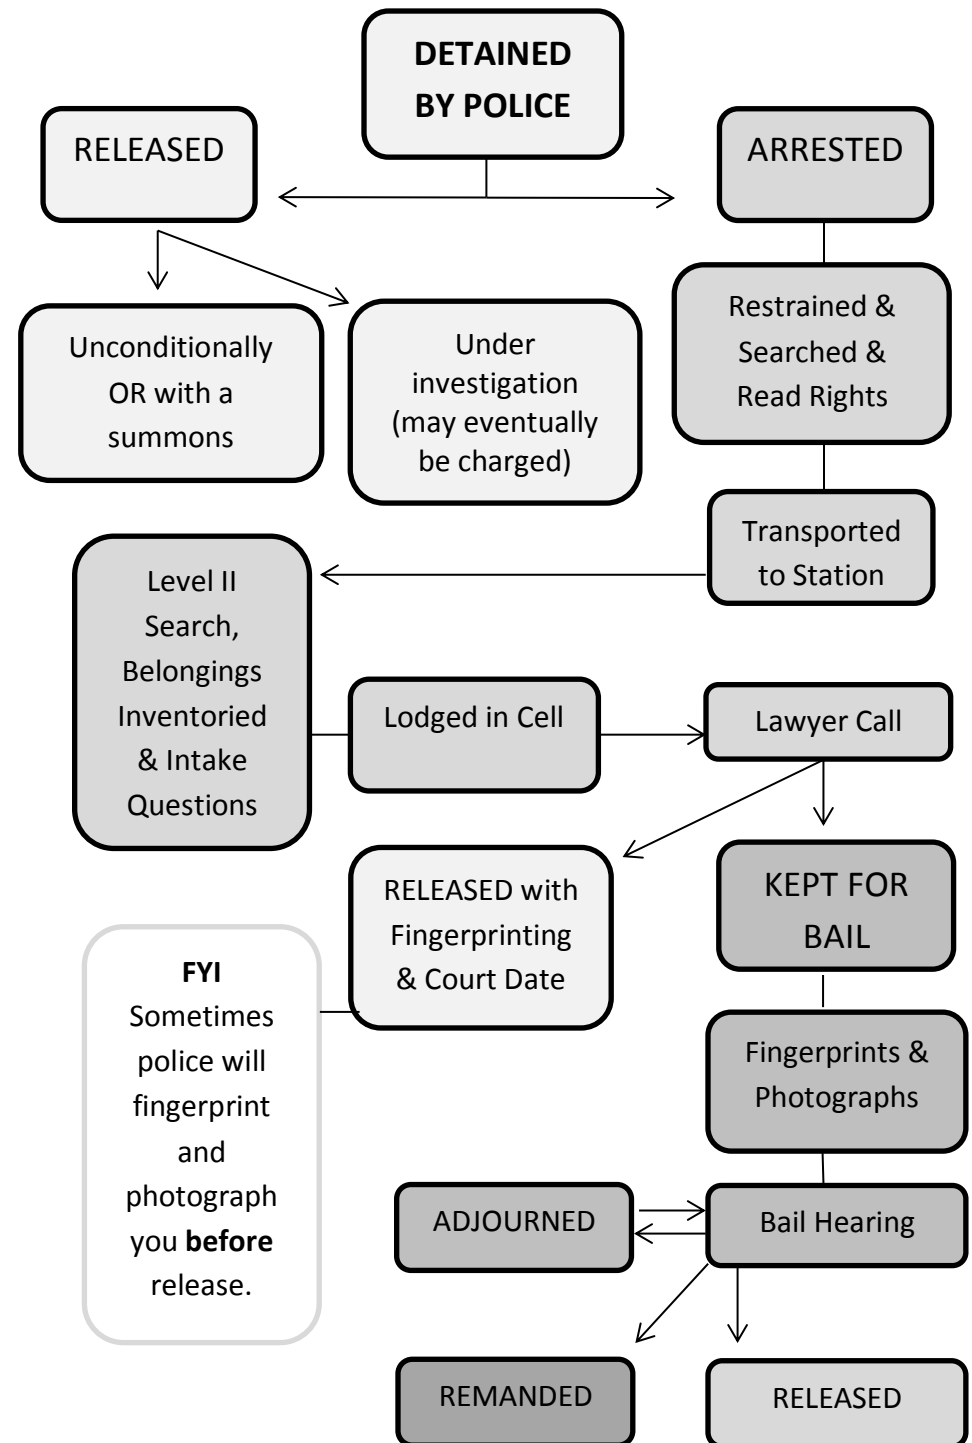 DETAINED
BY POLICE
RELEASED
ARRESTED
Unconditionally
OR with a
summons
Under
investigation
(may eventually
be charged)
Restrained &
Searched &
Read Rights
Transported
to Station
Level II
Search,
Belongings
Inventoried
& Intake
Questions
Lodged in Cell
Lawyer Call
RELEASED with
Fingerprinting
& Court Date
KEPT FOR
BAIL
FYI
Sometimes
police will
fingerprint
and
photograph
you before
release.
Fingerprints &
Photographs
ADJOURNED
Bail Hearing
REMANDED
RELEASED